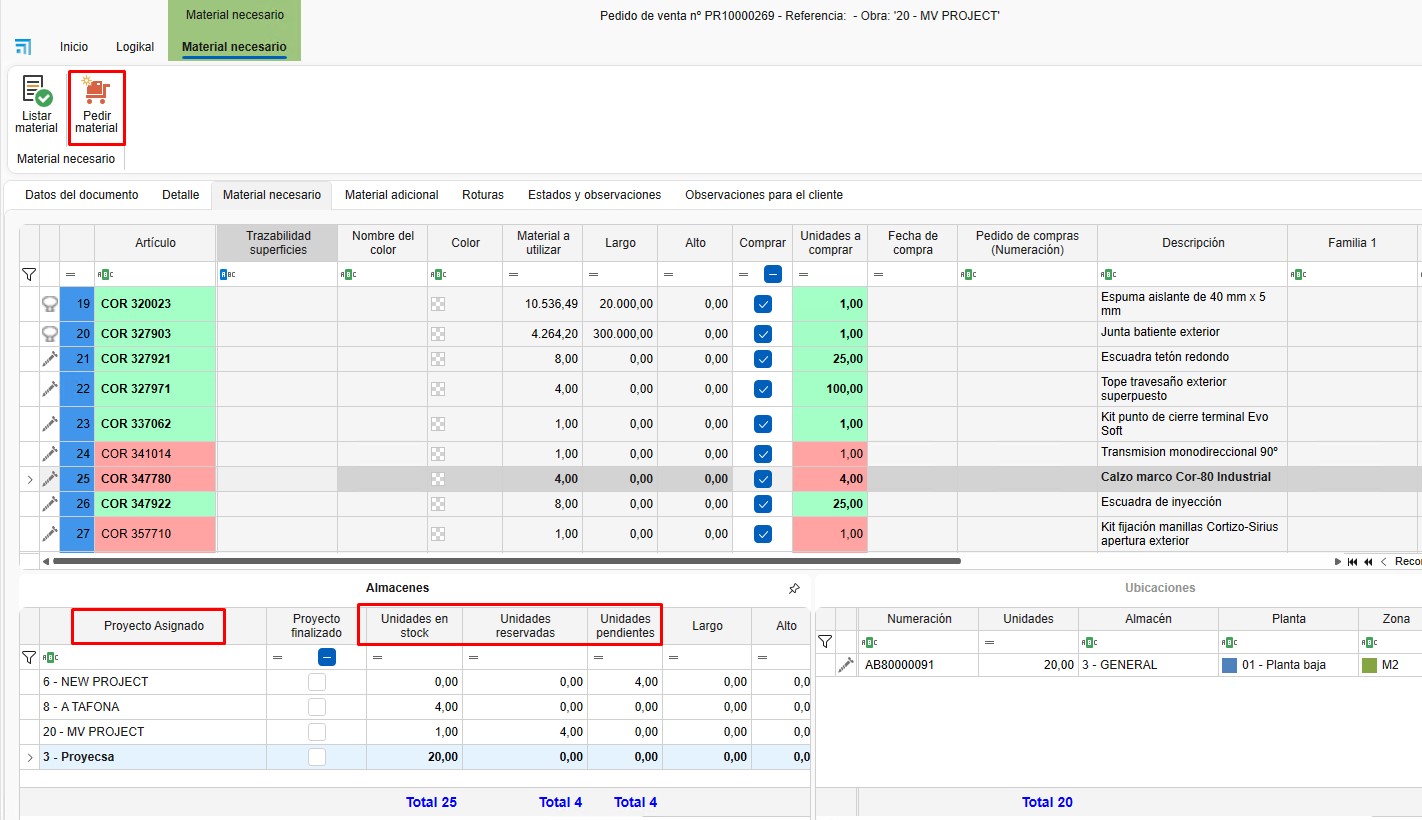 Material necesario
Pedido de venta nº PR10000269 - Referencia:  - Obra: '20 - MV PROJECT'
Inicio Logikal Material necesario
Listar material
Pedir material
Material necesario
Datos del documento Detalle Material necesario Material adicional Roturas Estados y observaciones Observaciones para el cliente
Artículo Trazabilidad superficies Nombre del color Color Material a utilizar Largo Alto Comprar Unidades a comprar Fecha de compra Pedido de compras (Numeración) Descripción Familia 1
= ABC ABC ABC ABC = = = = = = ABC ABC ABC
19 COR 320023 10.536,49 20.000,00 0,00 1,00 Espuma aislante de 40 mm x 5 mm
20 COR 327903 4.264,20 300.000,00 0,00 1,00 Junta batiente exterior
21 COR 327921 8,00 0,00 0,00 25,00 Escuadra tetón redondo
22 COR 327971 4,00 0,00 0,00 100,00 Tope travesaño exterior superpuesto
23 COR 337062 1,00 0,00 0,00 1,00 Kit punto de cierre terminal Evo Soft
24 COR 341014 1,00 0,00 0,00 1,00 Transmision monodireccional 90º
25 COR 347780 4,00 0,00 0,00 4,00 Calzo marco Cor-80 Industrial
26 COR 347922 8,00 0,00 0,00 25,00 Escuadra de inyección
27 COR 357710 1,00 0,00 0,00 1,00 Kit fijación manillas Cortizo-Sirius apertura exterior
Recor
Almacenes
Proyecto Asignado Proyecto finalizado Unidades en stock Unidades reservadas Unidades pendientes Largo Alto
ABC = = = = = =
6 - NEW PROJECT 0,00 0,00 4,00 0,00 0,0
8 - A TAFONA 4,00 0,00 0,00 0,00 0,0
20 - MV PROJECT 1,00 4,00 0,00 0,00 0,0
3 - Proyecsa 20,00 0,00 0,00 0,00 0,0
Total 25 Total 4 Total 4
Ubicaciones
Numeración Unidades Almacén Planta Zona
ABC = ABC ABC ABC
AB80000091 20,00 3 - GENERAL 01 - Planta baja M2
Total 20